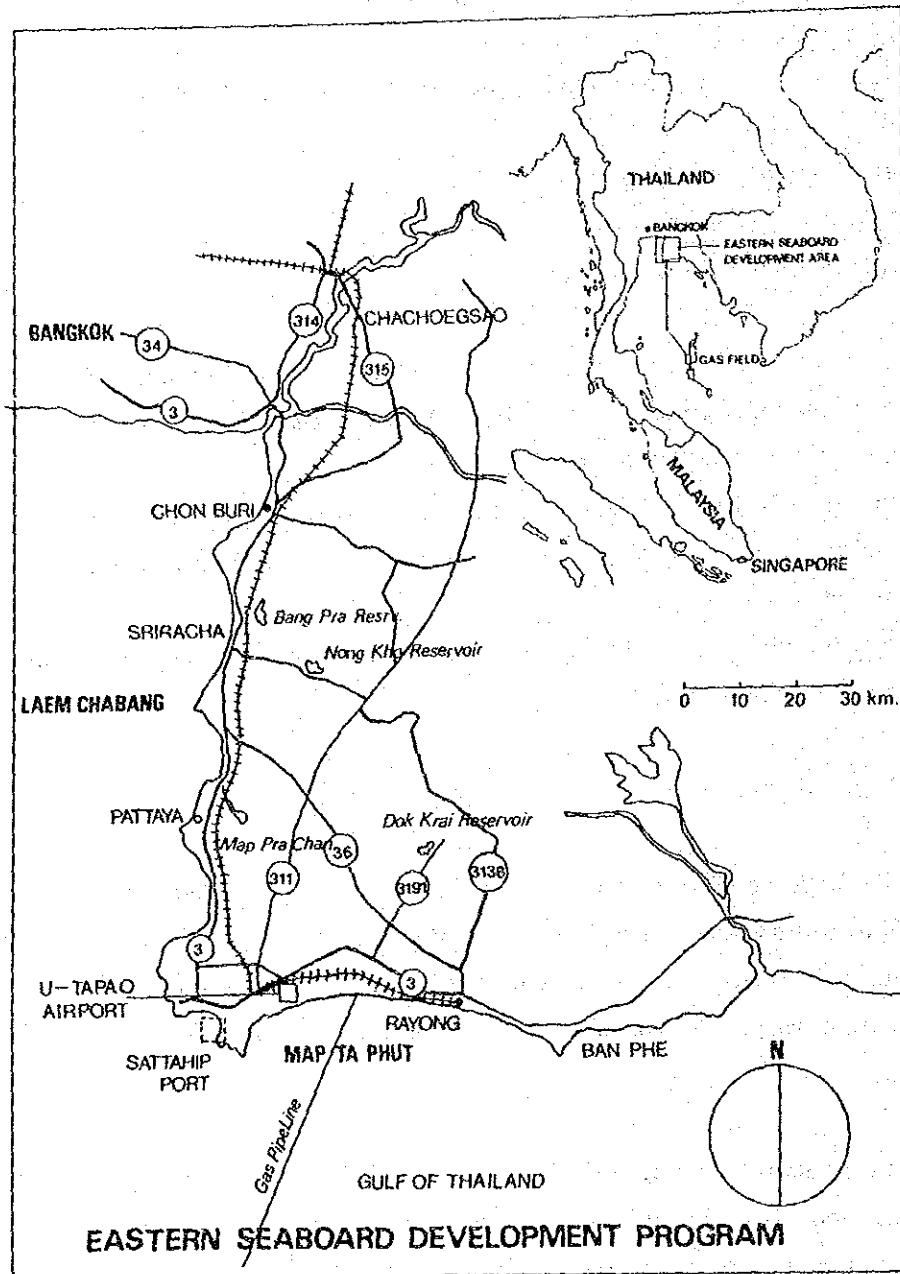 THAILAND
BANGKOK
EASTERN SEABOARD
DEVELOPMENT AREA
GAS FIELD
MALAYSIA
SINGAPORE
314
CHACHOEGSAO
BANGKOK
34
315
3
CHON BURI
Bang Pra Resrv.
SRIRACHA
Nong Kho Reservoir
LAEM CHABANG
0 10 20 30 km.
PATTAYA
Map Pra Chan
36
Dok Krai Reservoir
311
3191
3138
3
3
U-TAPAO
AIRPORT
RAYONG
SATTAHIP
PORT
MAP TA PHUT
BAN PHE
N
Gas PipeLine
GULF OF THAILAND
EASTERN SEABOARD DEVELOPMENT PROGRAM